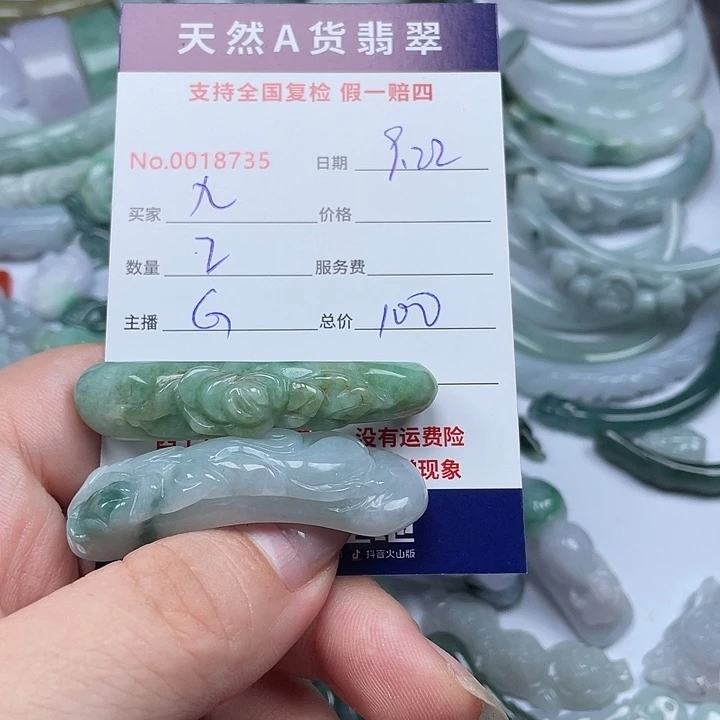 天然A货翡翠
支持全国复检 假一赔四
No.0018735 日期 9.22
买家 九 价格
数量 2 服务费
主播 G 总价 100
没有运费险
现象
抖音火山版